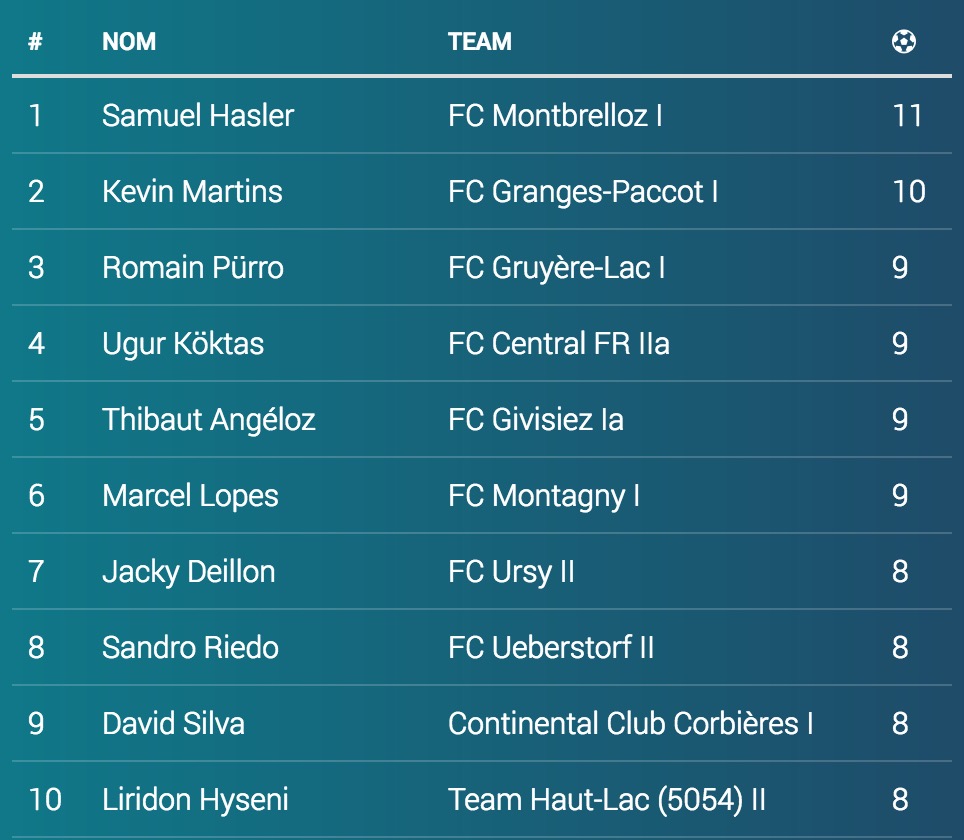 # NOM TEAM
1 Samuel Hasler FC Montbrelloz I 11
2 Kevin Martins FC Granges-Paccot I 10
3 Romain Pürro FC Gruyère-Lac I 9
4 Ugur Köktas FC Central FR IIa 9
5 Thibaut Angéloz FC Givisiez Ia 9
6 Marcel Lopes FC Montagny I 9
7 Jacky Deillon FC Ursy II 8
8 Sandro Riedo FC Ueberstorf II 8
9 David Silva Continental Club Corbières I 8
10 Liridon Hyseni Team Haut-Lac (5054) II 8